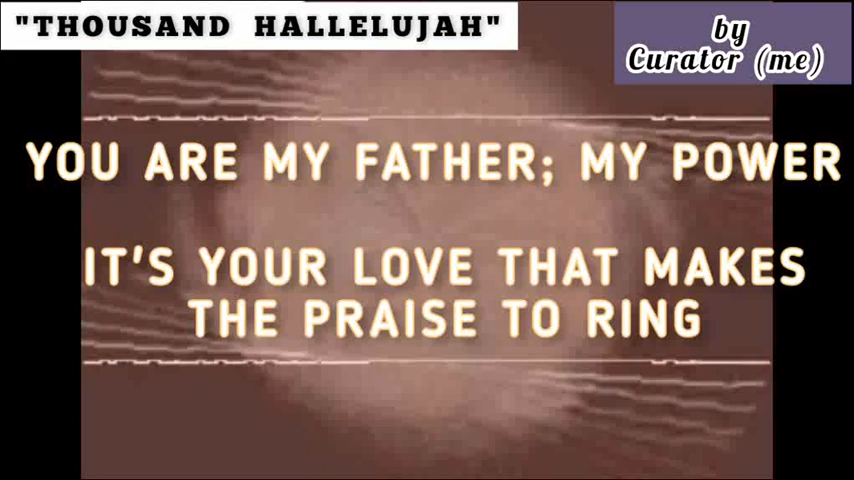 "THOUSAND HALLELUJAH"
by
Curator (me)
YOU ARE MY FATHER; MY POWER
IT'S YOUR LOVE THAT MAKES
THE PRAISE TO RING